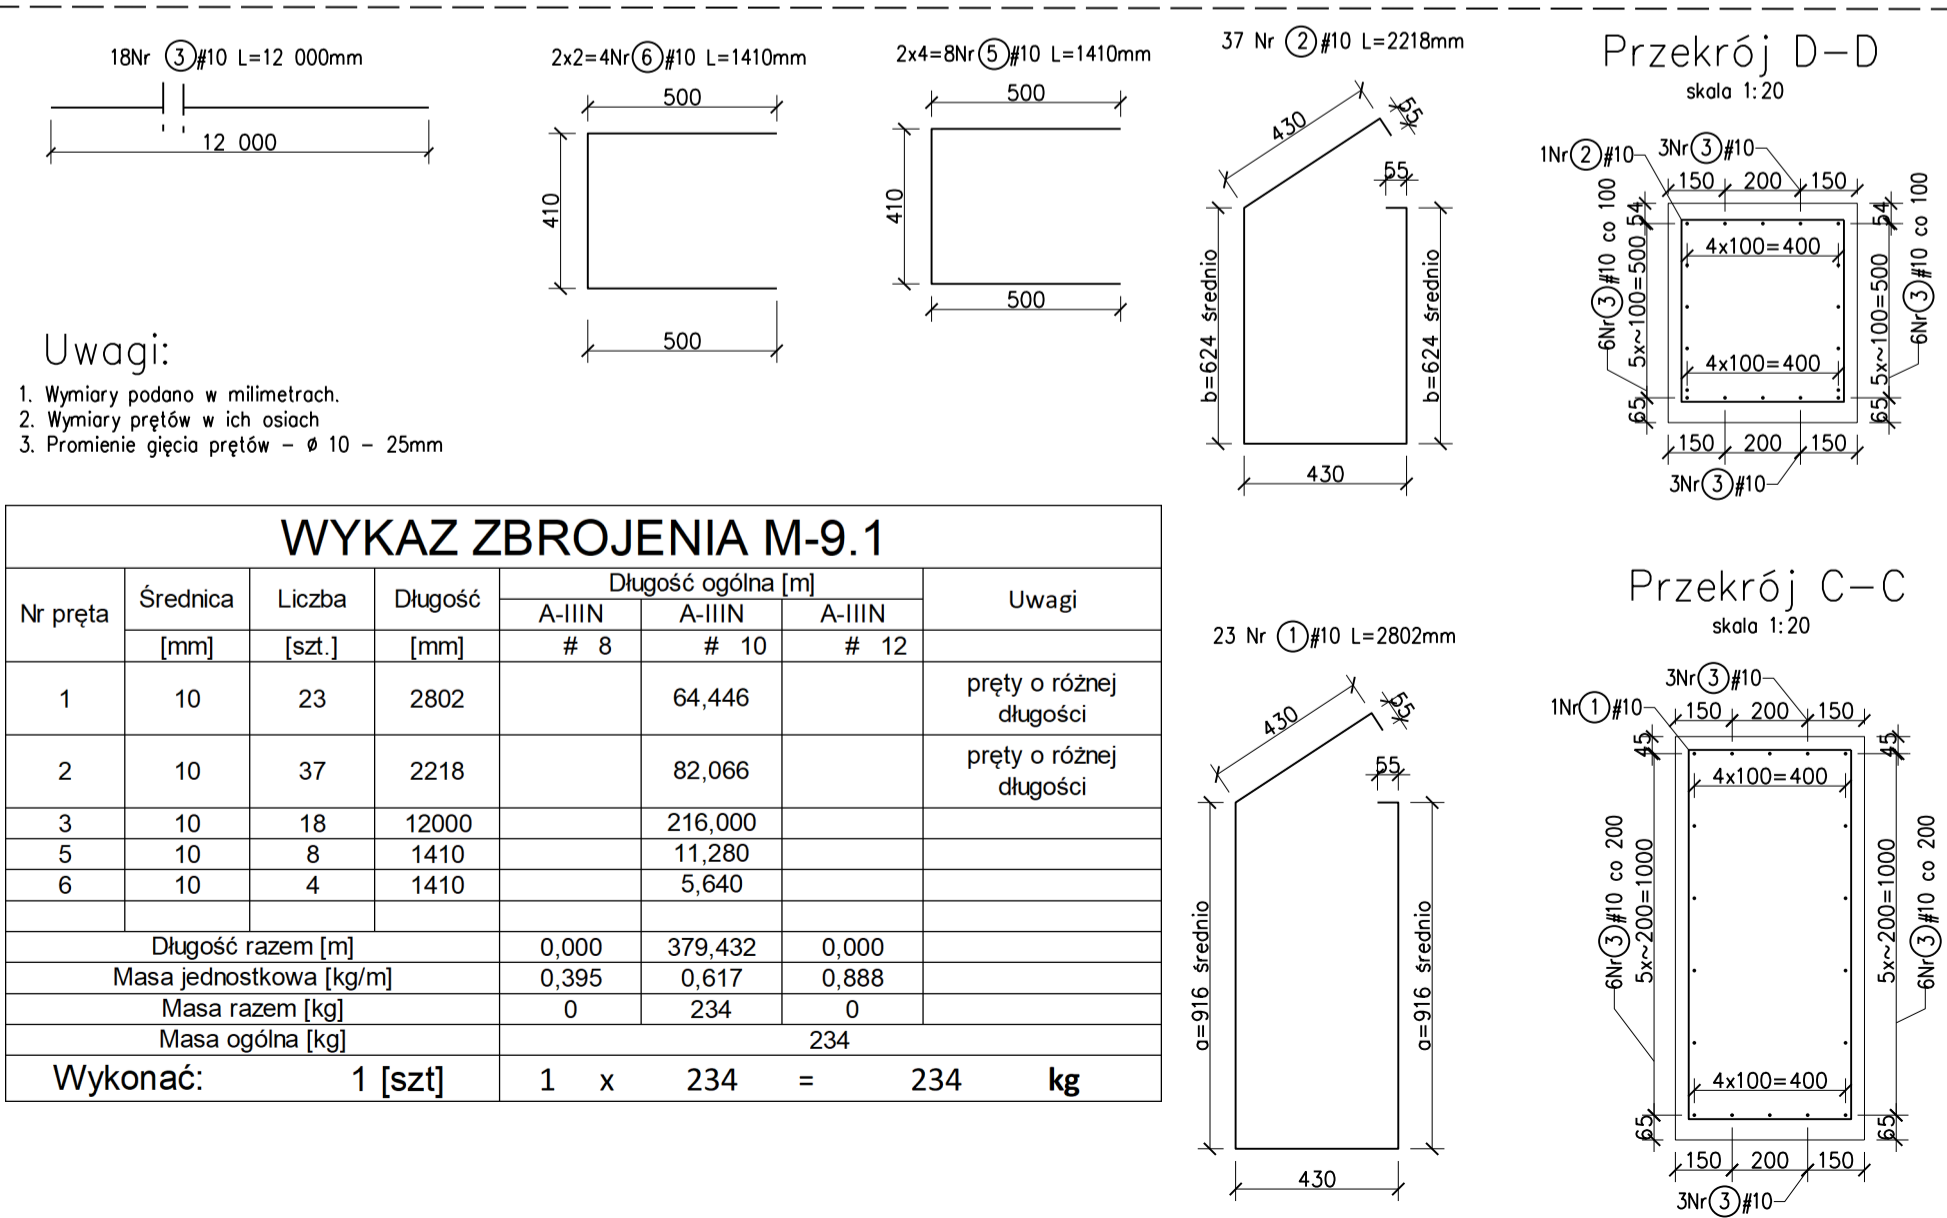 18Nr 3 #10 L=12 000mm
12 000
2x2=4Nr 6 #10 L=1410mm
500
410
500
2x4=8Nr 5 #10 L=1410mm
500
410
500
37 Nr 2 #10 L=2218mm
430
55
55
b=624 średnio
b=624 średnio
430
Przekrój D-D
skala 1:20
1Nr 2 #10
3Nr 3 #10
150 200 150
54
54
4x100=400
6Nr 3 #10 co 100
5x~100=500
5x~100=500
6Nr 3 #10 co 100
4x100=400
65
65
150 200 150
3Nr 3 #10
Uwagi:
1. Wymiary podano w milimetrach.
2. Wymiary prętów w ich osiach
3. Promienie gięcia prętów - ø 10 - 25mm
WYKAZ ZBROJENIA M-9.1
Nr pręta Średnica Liczba Długość Długość ogólna [m] Uwagi
A-IIIN A-IIIN A-IIIN
[mm] [szt.] [mm] # 8 # 10 # 12
1 10 23 2802 64,446 pręty o różnej
długości
2 10 37 2218 82,066 pręty o różnej
długości
3 10 18 12000 216,000
5 10 8 1410 11,280
6 10 4 1410 5,640
Długość razem [m] 0,000 379,432 0,000
Masa jednostkowa [kg/m] 0,395 0,617 0,888
Masa razem [kg] 0 234 0
Masa ogólna [kg] 234
Wykonać: 1 [szt] 1 x 234 = 234 kg
23 Nr 1 #10 L=2802mm
430
55
55
a=916 średnio
a=916 średnio
430
Przekrój C-C
skala 1:20
3Nr 3 #10
1Nr 1 #10
150 200 150
45
45
4x100=400
6Nr 3 #10 co 200
5x~200=1000
5x~200=1000
6Nr 3 #10 co 200
4x100=400
65
65
150 200 150
3Nr 3 #10